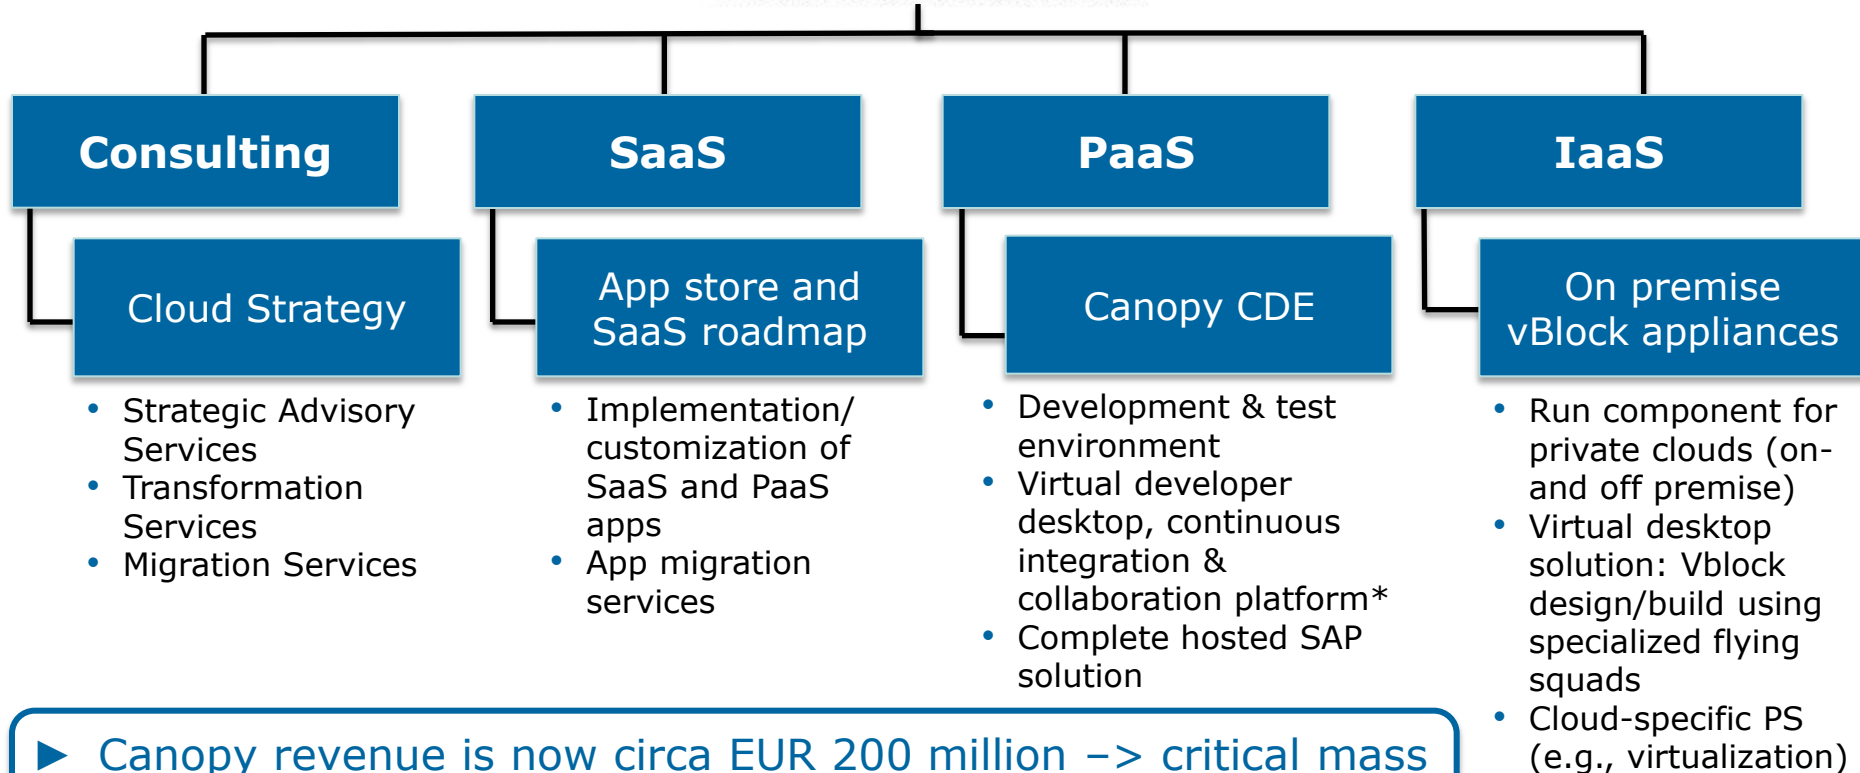 Consulting
Cloud Strategy
• Strategic Advisory
Services
• Transformation
Services
• Migration Services
SaaS
App store and
SaaS roadmap
• Implementation/
customization of
SaaS and PaaS
apps
• App migration
services
PaaS
Canopy CDE
• Development & test
environment
• Virtual developer
desktop, continuous
integration &
collaboration platform*
• Complete hosted SAP
solution
IaaS
On premise
vBlock appliances
• Run component for
private clouds (on-
and off premise)
• Virtual desktop
solution: Vblock
design/build using
specialized flying
squads
• Cloud-specific PS
(e.g., virtualization)
► Canopy revenue is now circa EUR 200 million –> critical mass